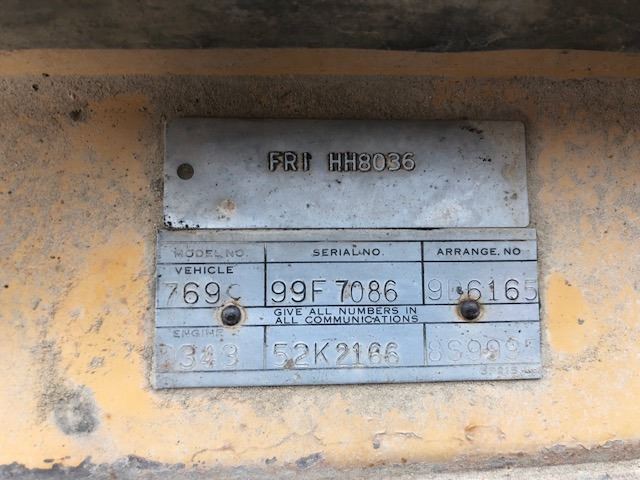 FRI HH8036
MODEL NO. SERIAL NO. ARRANGE. NO
VEHICLE
769C 99F7086
GIVE ALL NUMBERS IN
ALL COMMUNICATIONS
ENGINE
52K2166